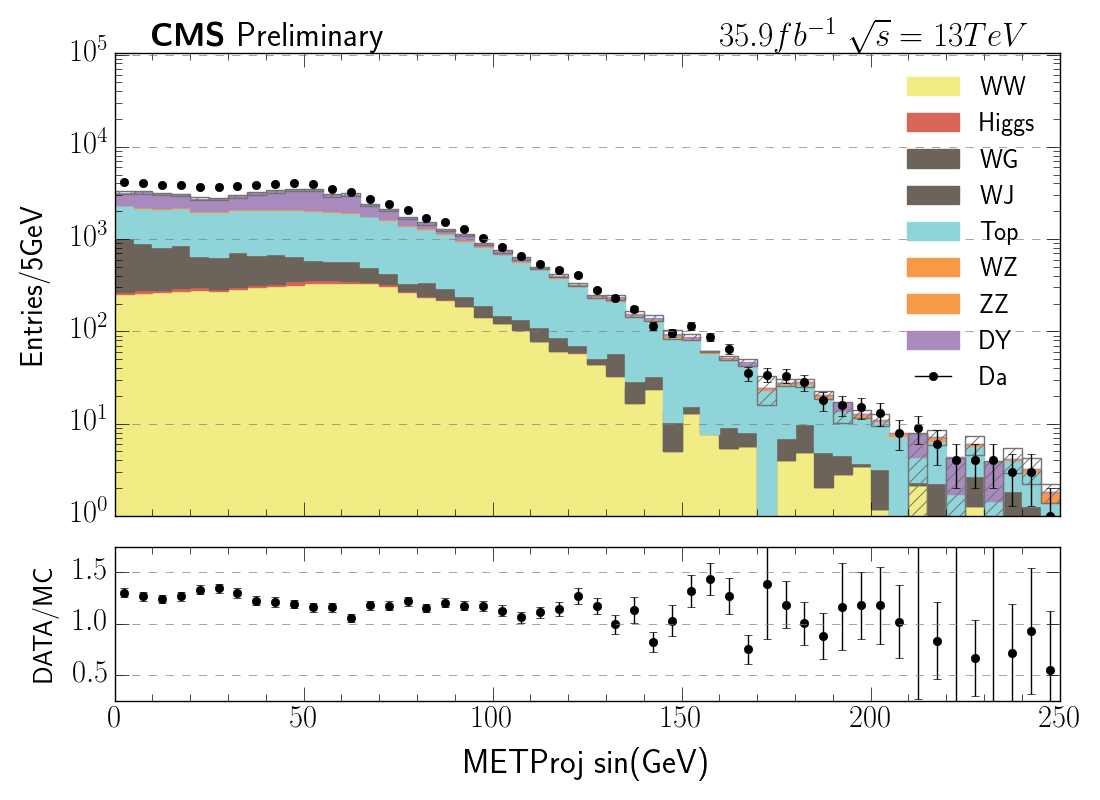 CMS Preliminary 35.9fb⁻¹ √s = 13TeV
Entries/5GeV
10⁵
10⁴
10³
10²
10¹
10⁰
WW
Higgs
WG
WJ
Top
WZ
ZZ
DY
Da
DATA/MC
1.5
1.0
0.5
0 50 100 150 200 250
METProj sin(GeV)